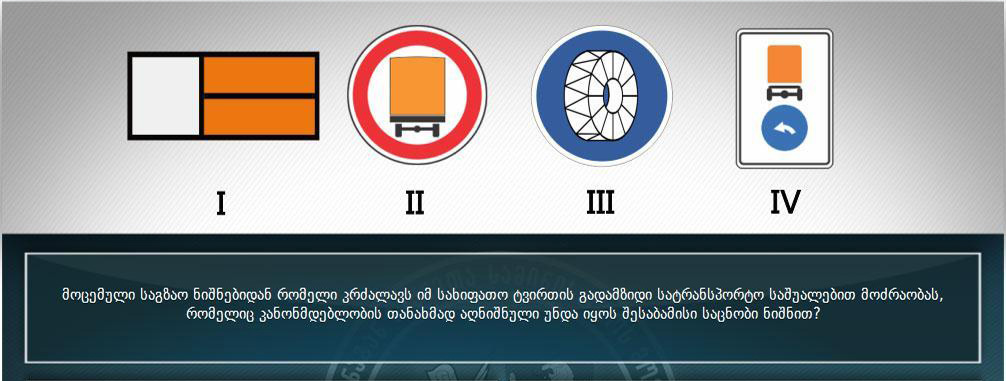 I II III IV
მოცემული საგზაო ნიშნებიდან რომელი კრძალავს იმ სახიფათო ტვირთის გადამზიდი სატრანსპორტო საშუალებით მოძრაობას,
რომელიც კანონმდებლობის თანახმად აღნიშნული უნდა იყოს შესაბამისი საცნობი ნიშნით?